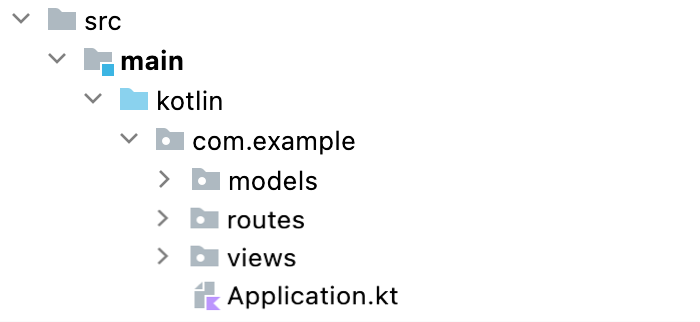 src
main
kotlin
com.example
models
routes
views
Application.kt